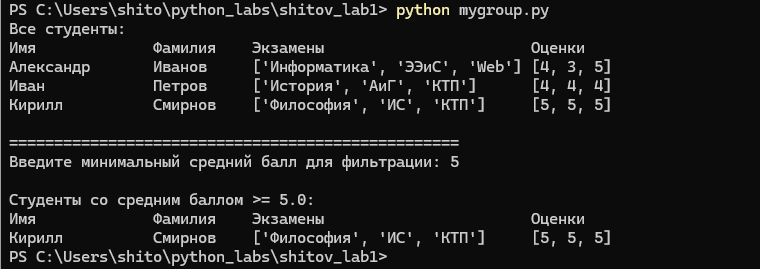 PS C:\Users\shito\python_labs\shitov_lab1> python mygroup.py
Все студенты:
Имя Фамилия Экзамены Оценки
Александр Иванов ['Информатика', 'ЭЭиС', 'Web'] [4, 3, 5]
Иван Петров ['История', 'АиГ', 'КТП'] [4, 4, 4]
Кирилл Смирнов ['Философия', 'ИС', 'КТП'] [5, 5, 5]
==================================================
Введите минимальный средний балл для фильтрации: 5
Студенты со средним баллом >= 5.0:
Имя Фамилия Экзамены Оценки
Кирилл Смирнов ['Философия', 'ИС', 'КТП'] [5, 5, 5]
PS C:\Users\shito\python_labs\shitov_lab1>